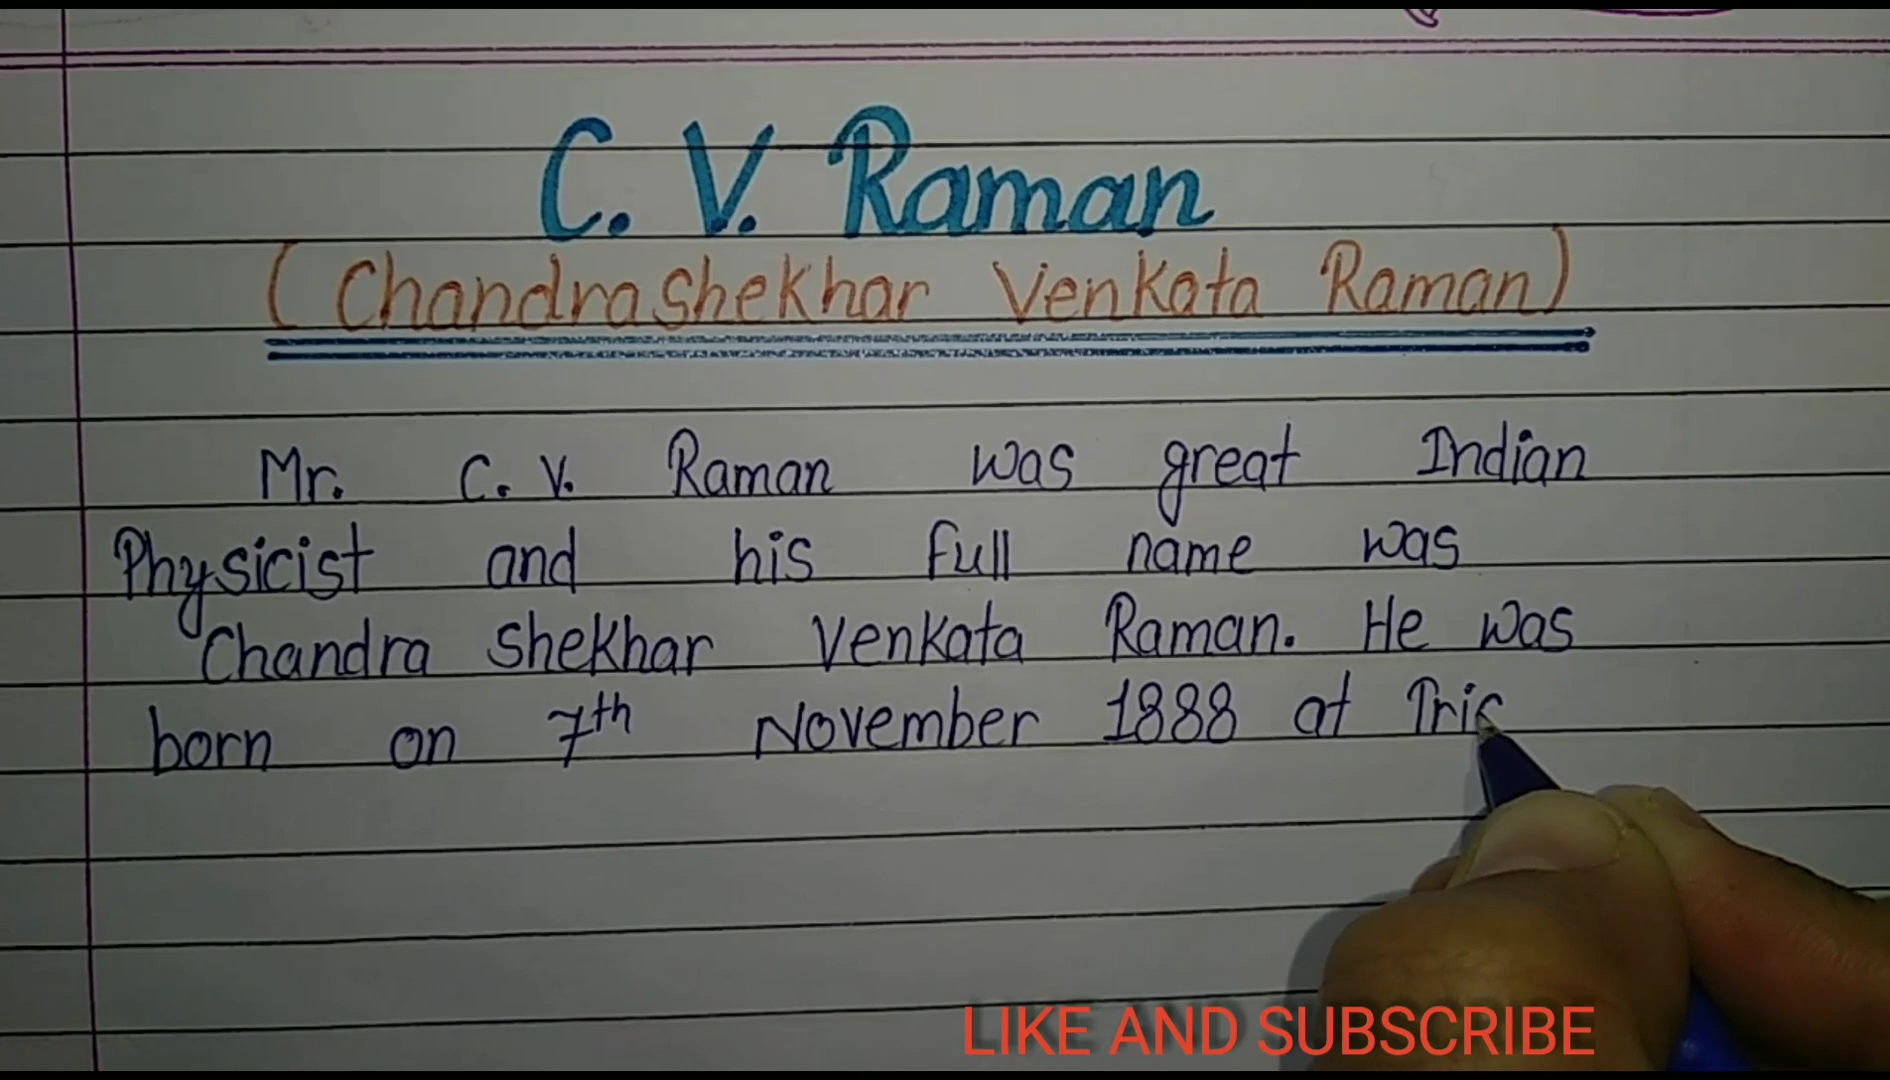 C. V. Raman
(Chandrashekhar Venkata Raman)
Mr. C. V. Raman was great Indian
Physicist and his full name was
Chandra shekhar Venkata Raman. He was
born on 7th November 1888 at Tric
LIKE AND SUBSCRIBE